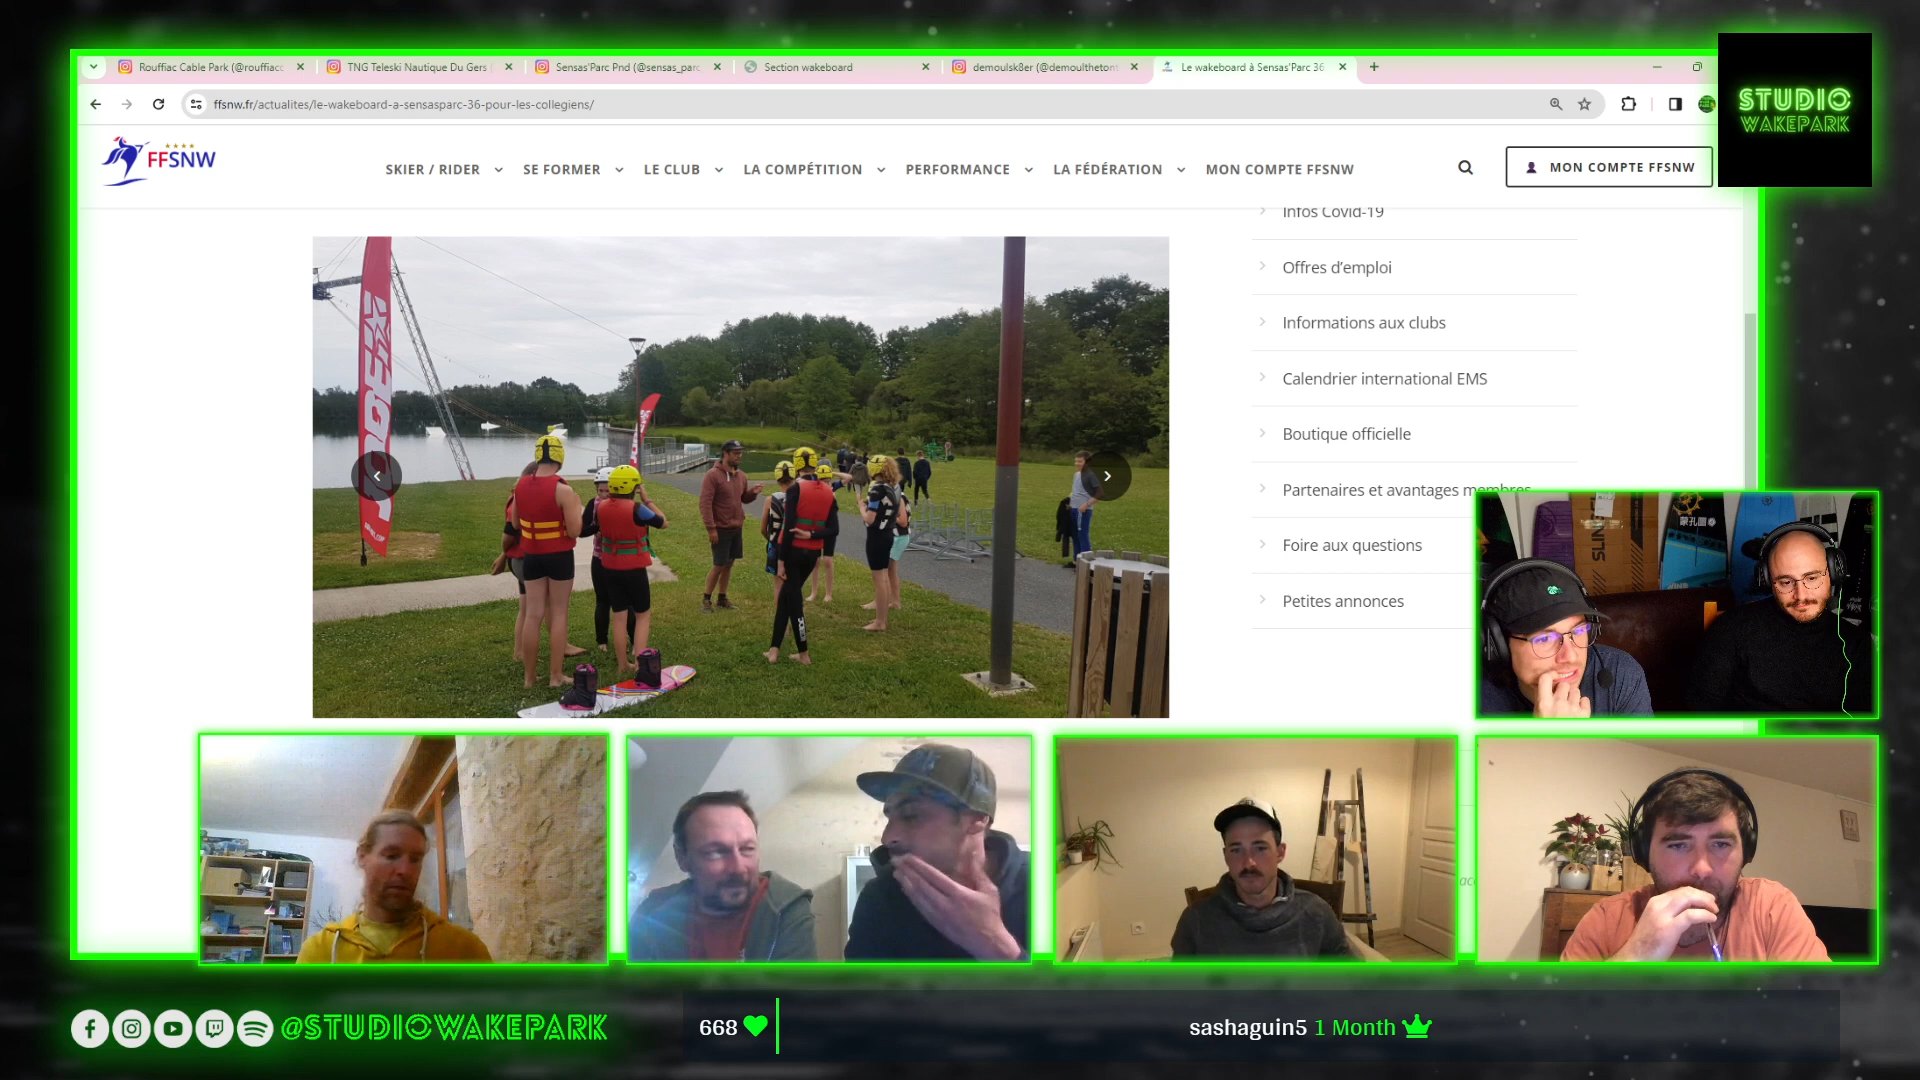 Rouffiac Cable Park (@rouffiacc
TNG Teleski Nautique Du Gers
Sensas'Parc Pnd (@sensas_parc
Section wakeboard
demoulsk8er (@demoulthetont
Le wakeboard à Sensas'Parc 36
ffsnw.fr/actualites/le-wakeboard-a-sensasparc-36-pour-les-collegiens/
STUDIO
WAKEPARK
FFSNW
SKIER / RIDER
SE FORMER
LE CLUB
LA COMPÉTITION
PERFORMANCE
LA FÉDÉRATION
MON COMPTE FFSNW
MON COMPTE FFSNW
Infos Covid-19
Offres d'emploi
Informations aux clubs
Calendrier international EMS
Boutique officielle
Partenaires et avantages membres
Foire aux questions
Petites annonces
@STUDIOWAKEPARK
668
sashaguin5 1 Month